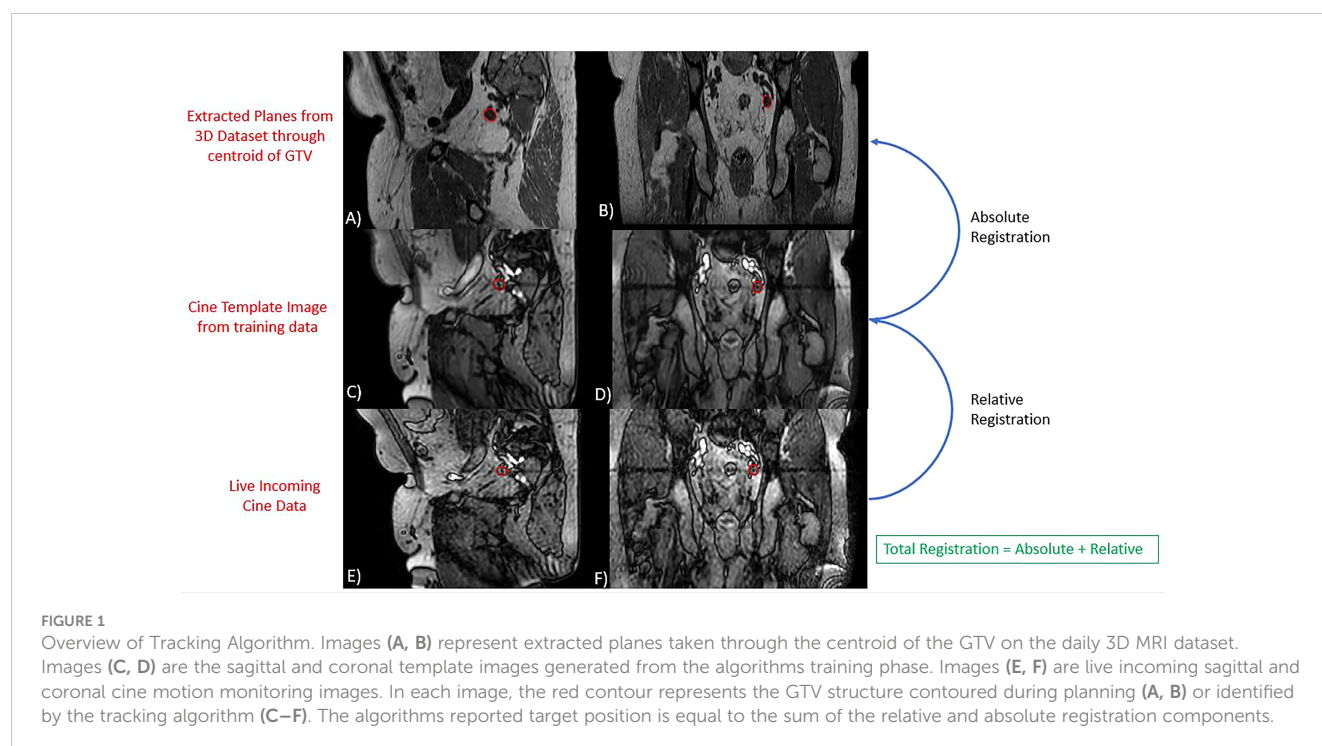 Extracted Planes from
3D Dataset through
centroid of GTV
A)
B)
Absolute
Registration
Cine Template Image
from training data
C)
D)
Relative
Registration
Live Incoming
Cine Data
E)
F)
Total Registration = Absolute + Relative
FIGURE 1
Overview of Tracking Algorithm. Images (A, B) represent extracted planes taken through the centroid of the GTV on the daily 3D MRI dataset.
Images (C, D) are the sagittal and coronal template images generated from the algorithms training phase. Images (E, F) are live incoming sagittal and
coronal cine motion monitoring images. In each image, the red contour represents the GTV structure contoured during planning (A, B) or identified
by the tracking algorithm (C–F). The algorithms reported target position is equal to the sum of the relative and absolute registration components.